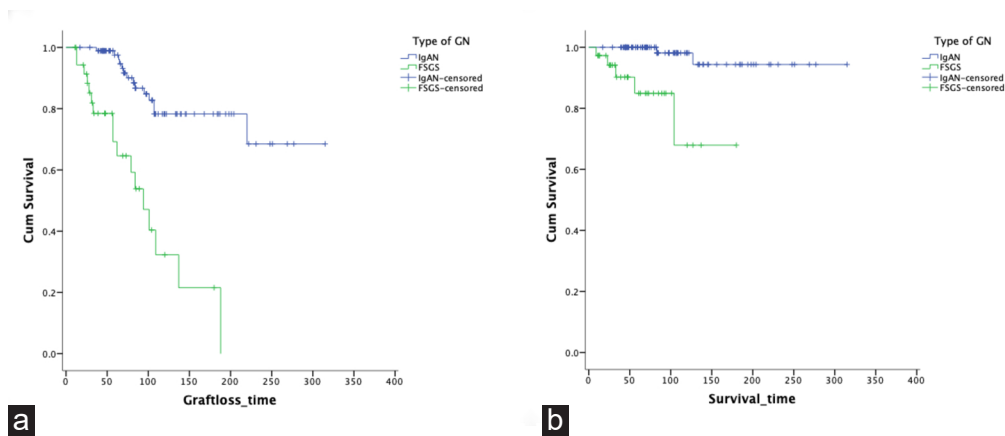 Type of GN
IgAN
FSGS
IgAN-censored
FSGS-censored
Cum Survival
1.0
0.8
0.6
0.4
0.2
0.0
0 50 100 150 200 250 300 350 400
Graftloss_time
a
Type of GN
IgAN
FSGS
IgAN-censored
FSGS-censored
Cum Survival
1.0
0.8
0.6
0.4
0.2
0.0
0 50 100 150 200 250 300 350 400
Survival_time
b